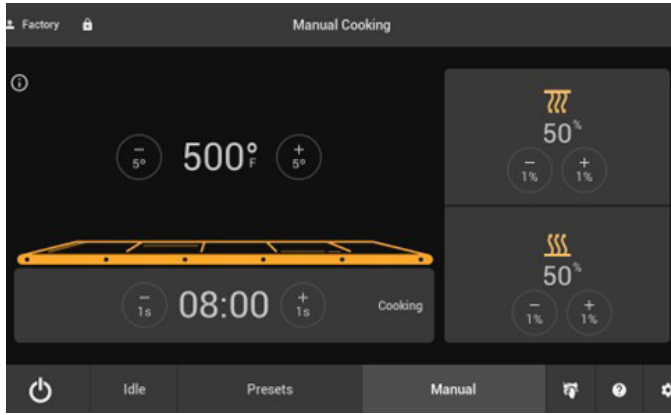 Factory
Manual Cooking
− 5°
500°F
+ 5°
50%
− 1%
+ 1%
− 1s
08:00
+ 1s
Cooking
50%
− 1%
+ 1%
Idle
Presets
Manual